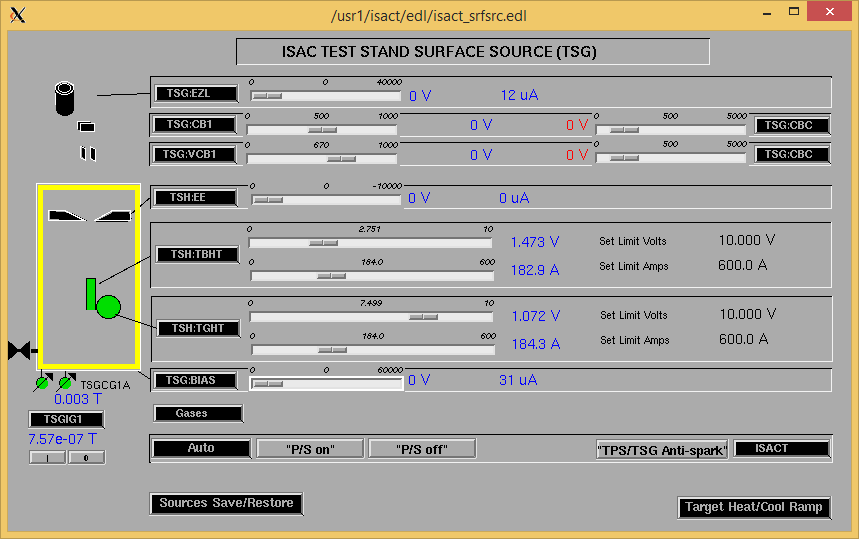 /usr1/isact/edl/isact_srfsrc.edl
ISAC TEST STAND SURFACE SOURCE (TSG)
TSG:EZL 0 0 40000 0 V 12 uA
TSG:CB1 0 500 1000 0 V 0 V 0 500 5000 TSG:CBC
TSG:VCB1 0 670 1000 0 V 0 V 0 500 5000 TSG:CBC
TSH:EE 0 0 -10000 0 V 0 uA
TSH:TBHT
0 2.751 10 1.473 V Set Limit Volts 10.000 V
0 184.0 600 182.9 A Set Limit Amps 600.0 A
TSH:TGHT
0 7.499 10 1.072 V Set Limit Volts 10.000 V
0 184.0 600 184.3 A Set Limit Amps 600.0 A
TSG:BIAS 0 0 60000 0 V 31 uA
TSGCG1A
0.003 T
TSGIG1
7.57e-07 T
I 0
Gases
Auto "P/S on" "P/S off" "TPS/TSG Anti-spark" ISACT
Sources Save/Restore
Target Heat/Cool Ramp